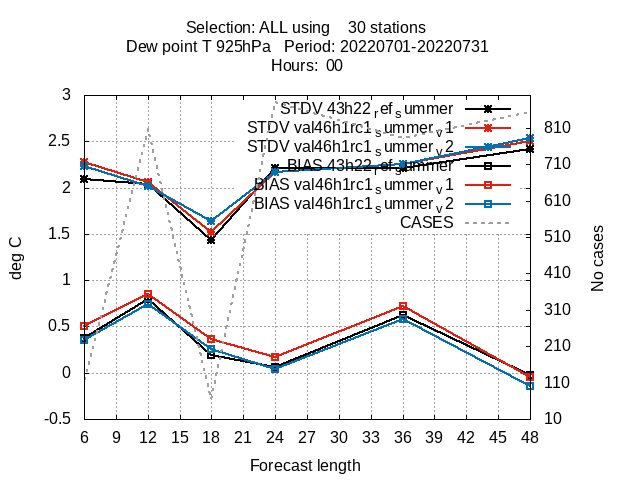 Selection: ALL using 30 stations
Dew point T 925hPa Period: 20220701-20220731
Hours: 00
STDV 43h22_ref_summer
STDV val46h1rc1_summer_v1
STDV val46h1rc1_summer_v2
BIAS 43h22_ref_summer
BIAS val46h1rc1_summer_v1
BIAS val46h1rc1_summer_v2
CASES
3
2.5
2
1.5
1
0.5
0
-0.5
deg C
810
710
610
510
410
310
210
110
10
No cases
6 9 12 15 18 21 24 27 30 33 36 39 42 45 48
Forecast length